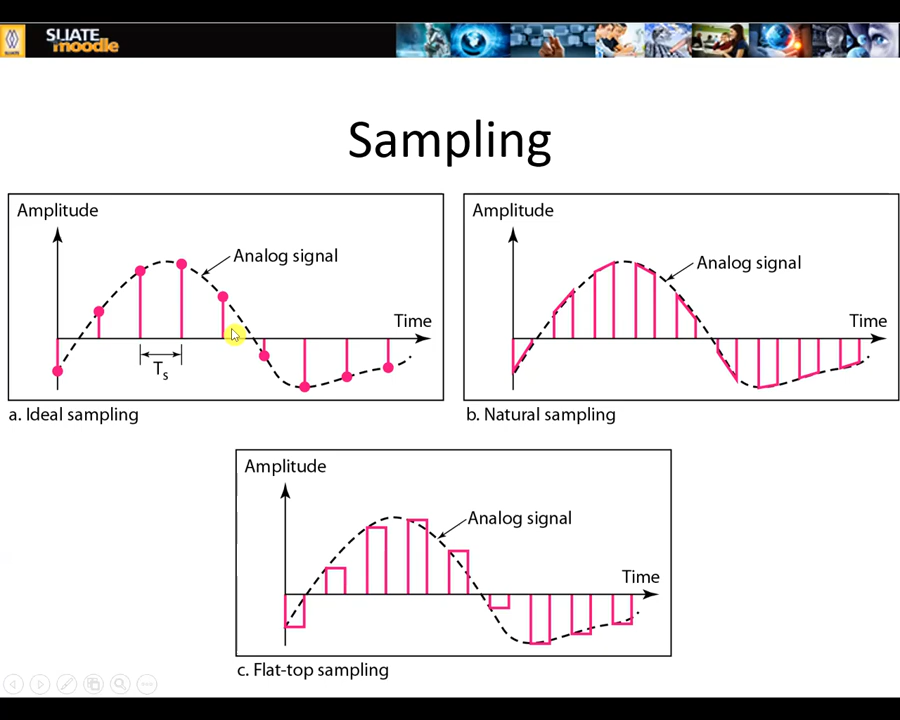 SLIATE
moodle
Sampling
Amplitude
Analog signal
Time
Ts
a. Ideal sampling
Amplitude
Analog signal
Time
b. Natural sampling
Amplitude
Analog signal
Time
c. Flat-top sampling